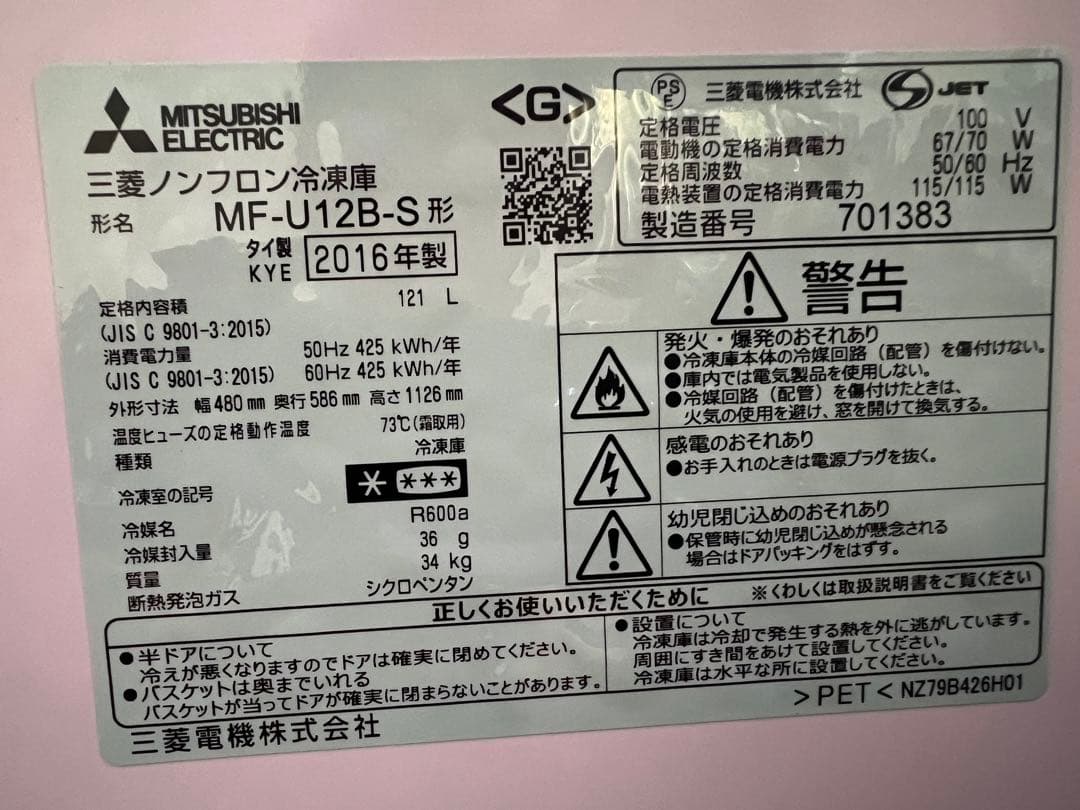 MITSUBISHI
ELECTRIC
三菱ノンフロン冷凍庫
形名 MF-U12B-S 形
タイ製
KYE 2016年製
定格内容積 121 L
(JIS C 9801-3:2015)
消費電力量 50Hz 425 kWh/年
(JIS C 9801-3:2015) 60Hz 425 kWh/年
外形寸法 幅480mm 奥行586mm 高さ1126mm
温度ヒューズの定格動作温度 73℃(霜取用)
種類 冷凍庫
冷凍室の記号 * ***
冷媒名 R600a
冷媒封入量 36 g
質量 34 kg
断熱発泡ガス シクロペンタン
<G>
PS
E 三菱電機株式会社 S JET
定格電圧 100 V
電動機の定格消費電力 67/70 W
定格周波数 50/60 Hz
電熱装置の定格消費電力 115/115 W
製造番号 701383
警告
発火・爆発のおそれあり
●冷凍庫本体の冷媒回路（配管）を傷付けない。
●庫内では電気製品を使用しない。
●冷媒回路（配管）を傷付けたときは、
火気の使用を避け、窓を開けて換気する。
感電のおそれあり
●お手入れのときは電源プラグを抜く。
幼児閉じ込めのおそれあり
●保管時に幼児閉じ込めが懸念される
場合はドアパッキングをはずす。
正しくお使いいただくために ※くわしくは取扱説明書をご覧ください
●半ドアについて
冷えが悪くなりますのでドアは確実に閉めてください。
●バスケットは奥までいれる
バスケットが当ってドアが確実に閉まらないことがあります。
●設置について
冷凍庫は冷却で発生する熱を外に逃がしています。
周囲にすき間をあけて設置してください。
冷凍庫は水平な所に設置してください。
三菱電機株式会社
>PET< NZ79B426H01